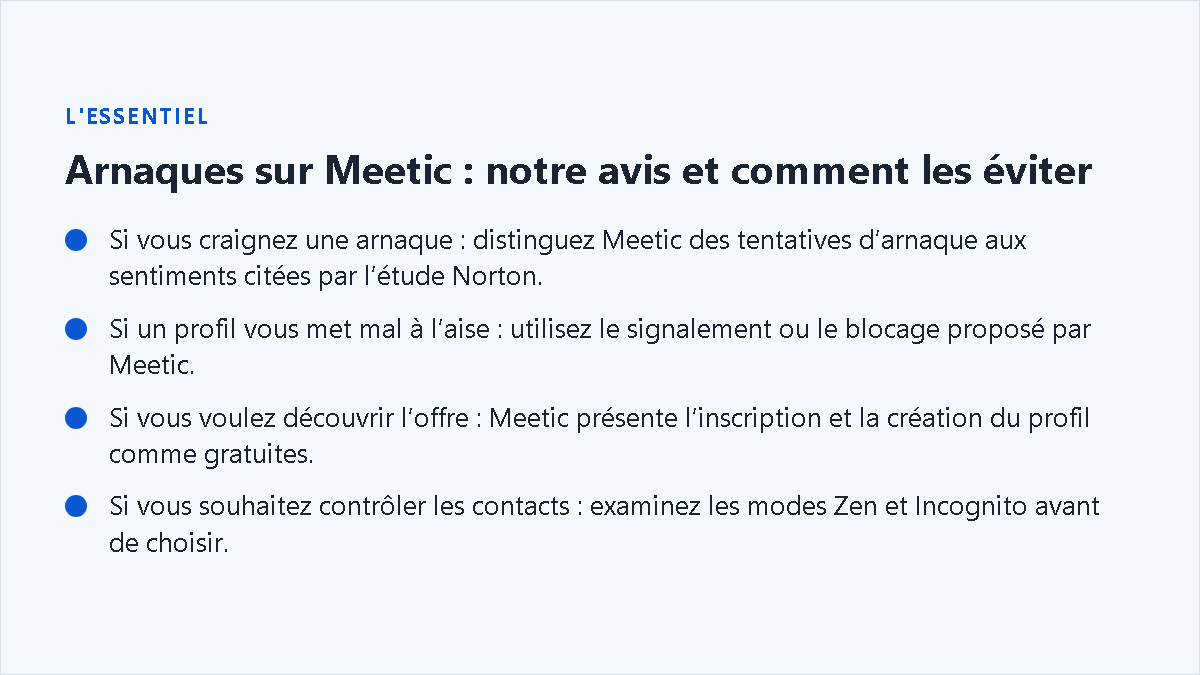 L'ESSENTIEL
Arnaques sur Meetic : notre avis et comment les éviter
Si vous craignez une arnaque : distinguez Meetic des tentatives d’arnaque aux
sentiments citées par l’étude Norton.
Si un profil vous met mal à l’aise : utilisez le signalement ou le blocage proposé par
Meetic.
Si vous voulez découvrir l’offre : Meetic présente l’inscription et la création du profil
comme gratuites.
Si vous souhaitez contrôler les contacts : examinez les modes Zen et Incognito avant
de choisir.